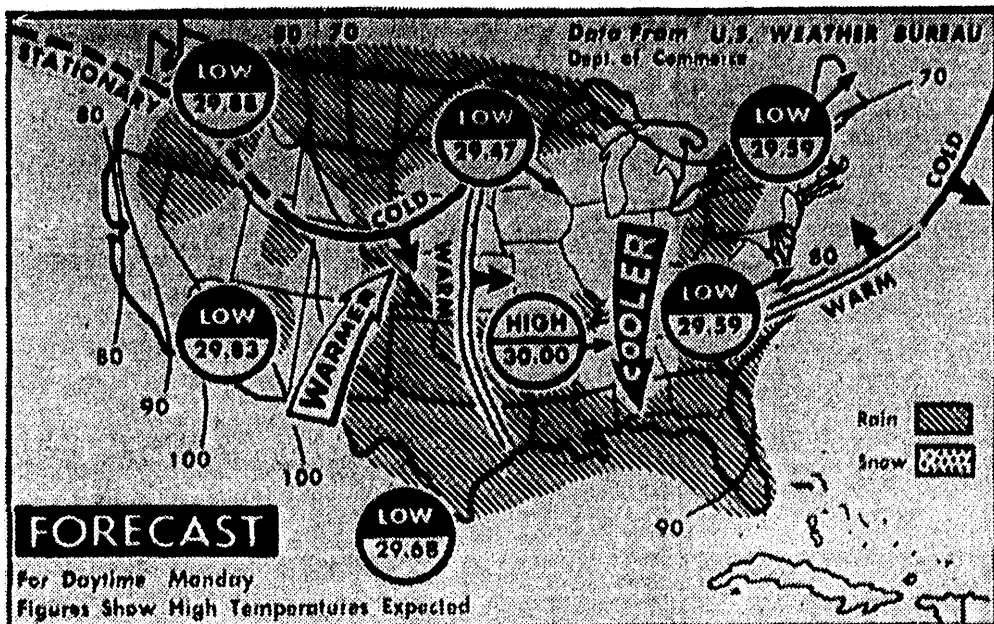 80 70
Data From U.S. WEATHER BUREAU
Dept. of Commerce
STATIONARY
LOW
29.88
LOW
29.47
LOW
29.59
70
80
COLD
COLD
WARM
80
80
WARM
LOW
29.83
WARMER
HIGH
30.00
COOLER
LOW
29.59
80
90
100
100
90
Rain
Snow
LOW
29.68
FORECAST
For Daytime Monday
Figures Show High Temperatures Expected